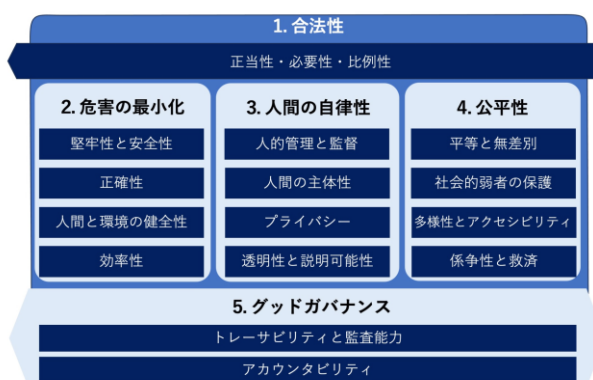 1. 合法性
正当性・必要性・比例性
2. 危害の最小化
堅牢性と安全性
正確性
人間と環境の健全性
効率性
3. 人間の自律性
人的管理と監督
人間の主体性
プライバシー
透明性と説明可能性
4. 公平性
平等と無差別
社会的弱者の保護
多様性とアクセシビリティ
係争性と救済
5. グッドガバナンス
トレーサビリティと監査能力
アカウンタビリティ